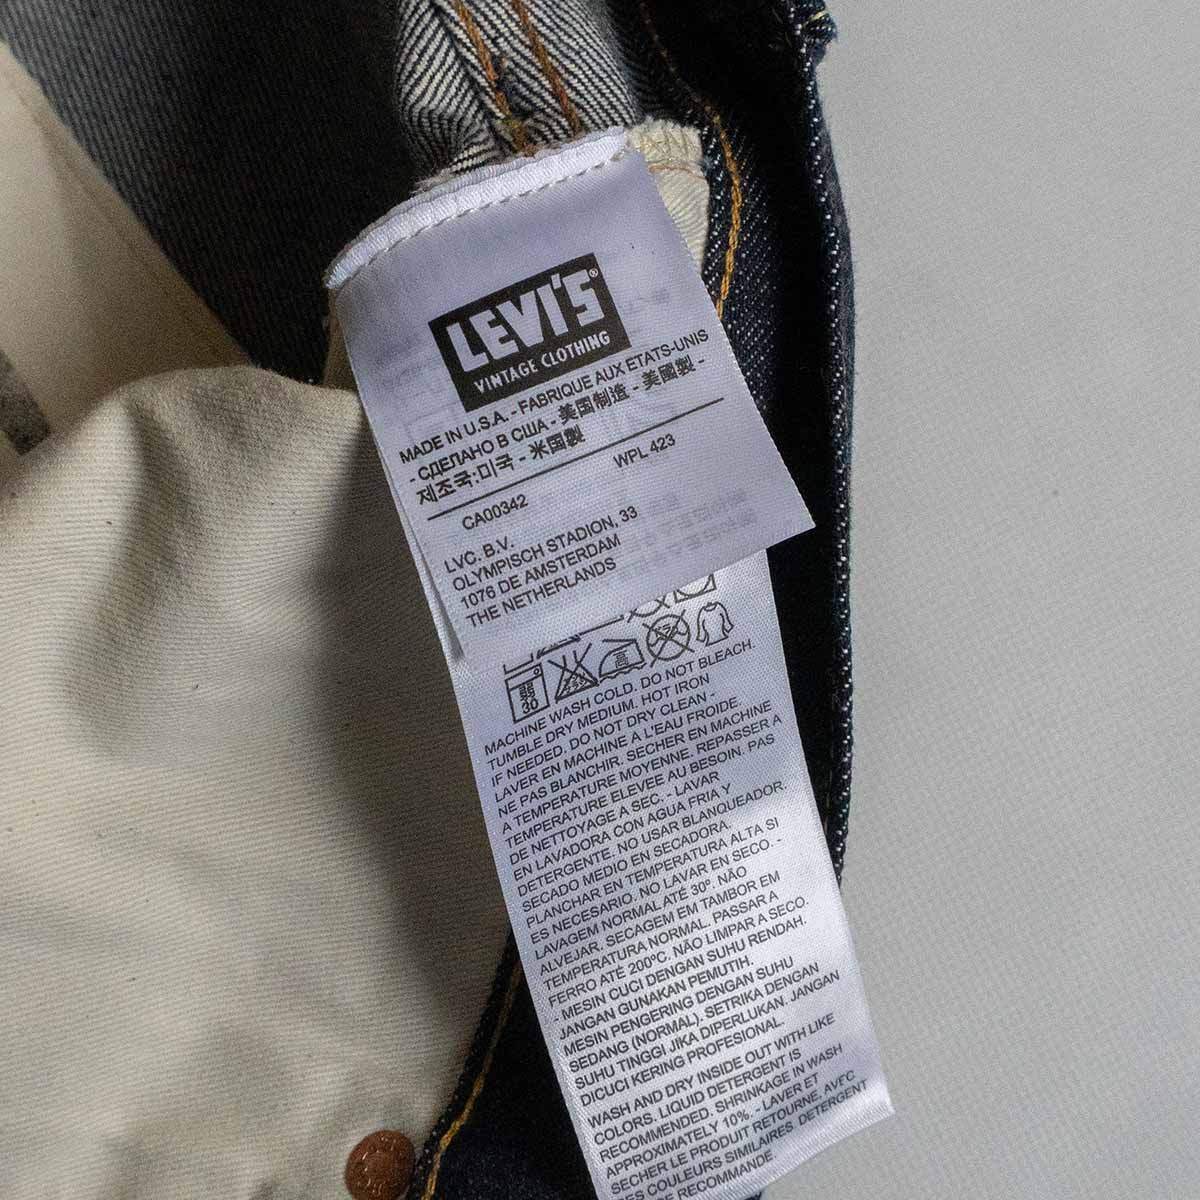 LEVI'S®
VINTAGE CLOTHING
MADE IN U.S.A. - FABRIQUE AUX ETATS-UNIS
- СДЕЛАНО В США - 美国制造 - 美國製 -
제조국:미국 - 米国製
CA00342 WPL 423
LVC. B.V.
OLYMPISCH STADION, 33
1076 DE AMSTERDAM
THE NETHERLANDS
30
高
MACHINE WASH COLD. DO NOT BLEACH.
TUMBLE DRY MEDIUM. HOT IRON
IF NEEDED. DO NOT DRY CLEAN -
LAVER EN MACHINE A L'EAU FROIDE.
NE PAS BLANCHIR. SECHER EN MACHINE
A TEMPERATURE MOYENNE. REPASSER A
TEMPERATURE ELEVEE AU BESOIN. PAS
DE NETTOYAGE A SEC. - LAVAR
EN LAVADORA CON AGUA FRIA Y
DETERGENTE. NO USAR BLANQUEADOR.
SECADO MEDIO EN SECADORA.
PLANCHAR EN TEMPERATURA ALTA SI
ES NECESARIO. NO LAVAR EN SECO. -
LAVAGEM NORMAL ATÉ 30º. NÃO
ALVEJAR. SECAGEM EM TAMBOR EM
TEMPERATURA NORMAL. PASSAR A
FERRO ATÉ 200ºC. NÃO LIMPAR A SECO.
- MESIN CUCI DENGAN SUHU RENDAH.
JANGAN GUNAKAN PEMUTIH.
MESIN PENGERING DENGAN SUHU
SEDANG (NORMAL). SETRIKA DENGAN
SUHU TINGGI JIKA DIPERLUKAN. JANGAN
DICUCI KERING PROFESIONAL.
WASH AND DRY INSIDE OUT WITH LIKE
COLORS. LIQUID DETERGENT IS
RECOMMENDED. SHRINKAGE IN WASH
APPROXIMATELY 10%. - LAVER ET
SECHER LE PRODUIT RETOURNE, AVEC
DES COULEURS SIMILAIRES. DETERGENT
DE RECOMMANDE.